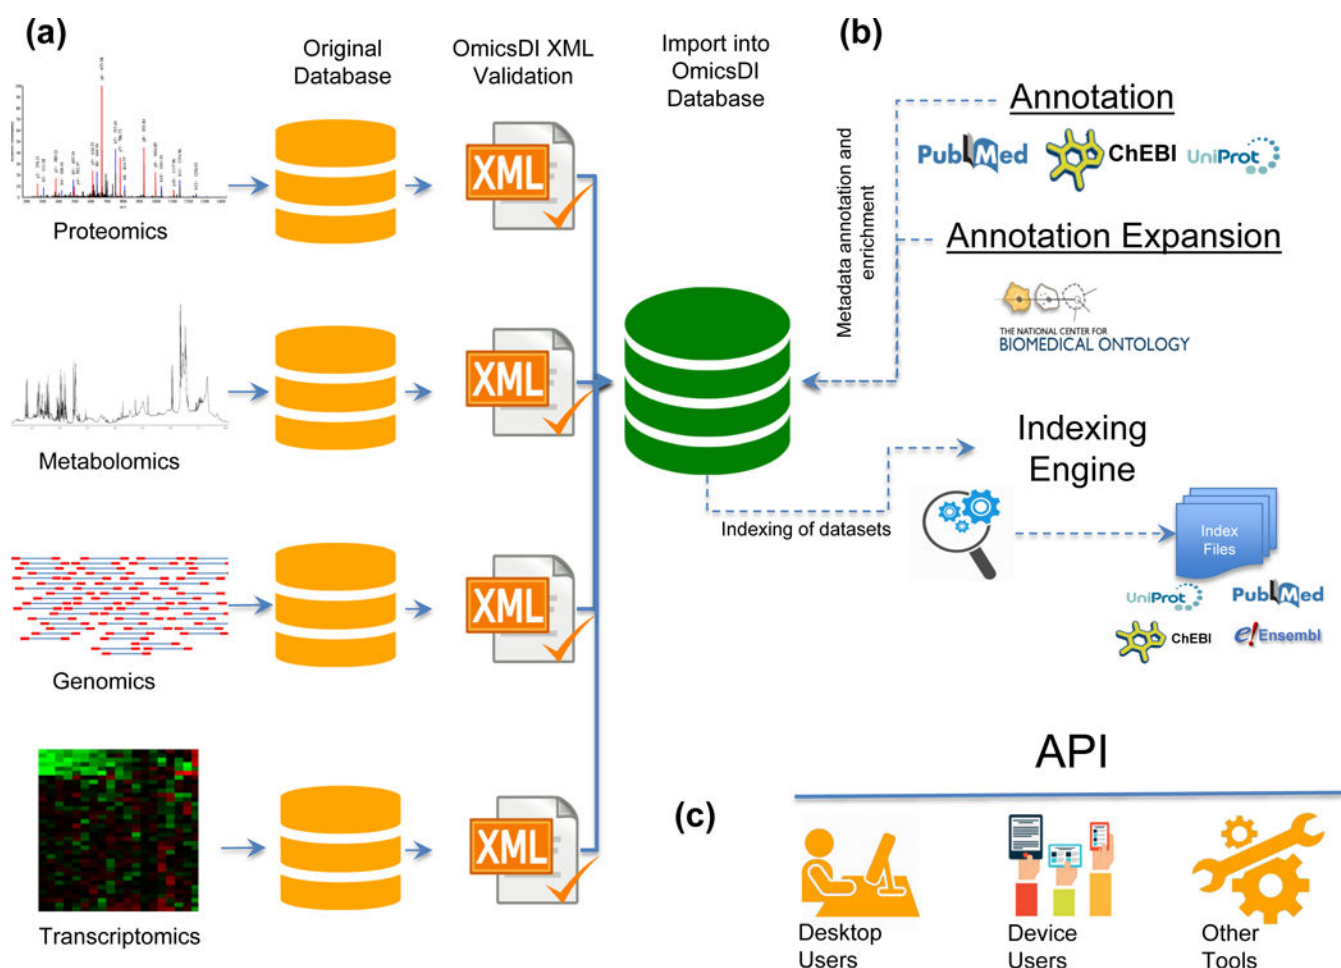 (a)
Original
Database
OmicsDI XML
Validation
Import into
OmicsDI
Database
(b)
Proteomics
XML
Metabolomics
XML
Genomics
XML
Transcriptomics
XML
Metadata annotation and
enrichment
Annotation
PubMed
ChEBI
UniProt
Annotation Expansion
THE NATIONAL CENTER FOR
BIOMEDICAL ONTOLOGY
Indexing of datasets
Indexing
Engine
Index
Files
UniProt
PubMed
ChEBI
e!Ensembl
(c)
API
Desktop
Users
Device
Users
Other
Tools